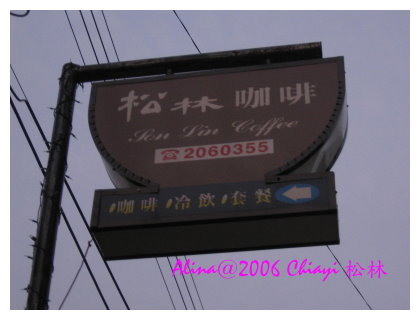 松林咖啡
Son Lin Coffee
☎2060355
咖啡 冷飲 套餐
Alina@2006 Chiayi 松林